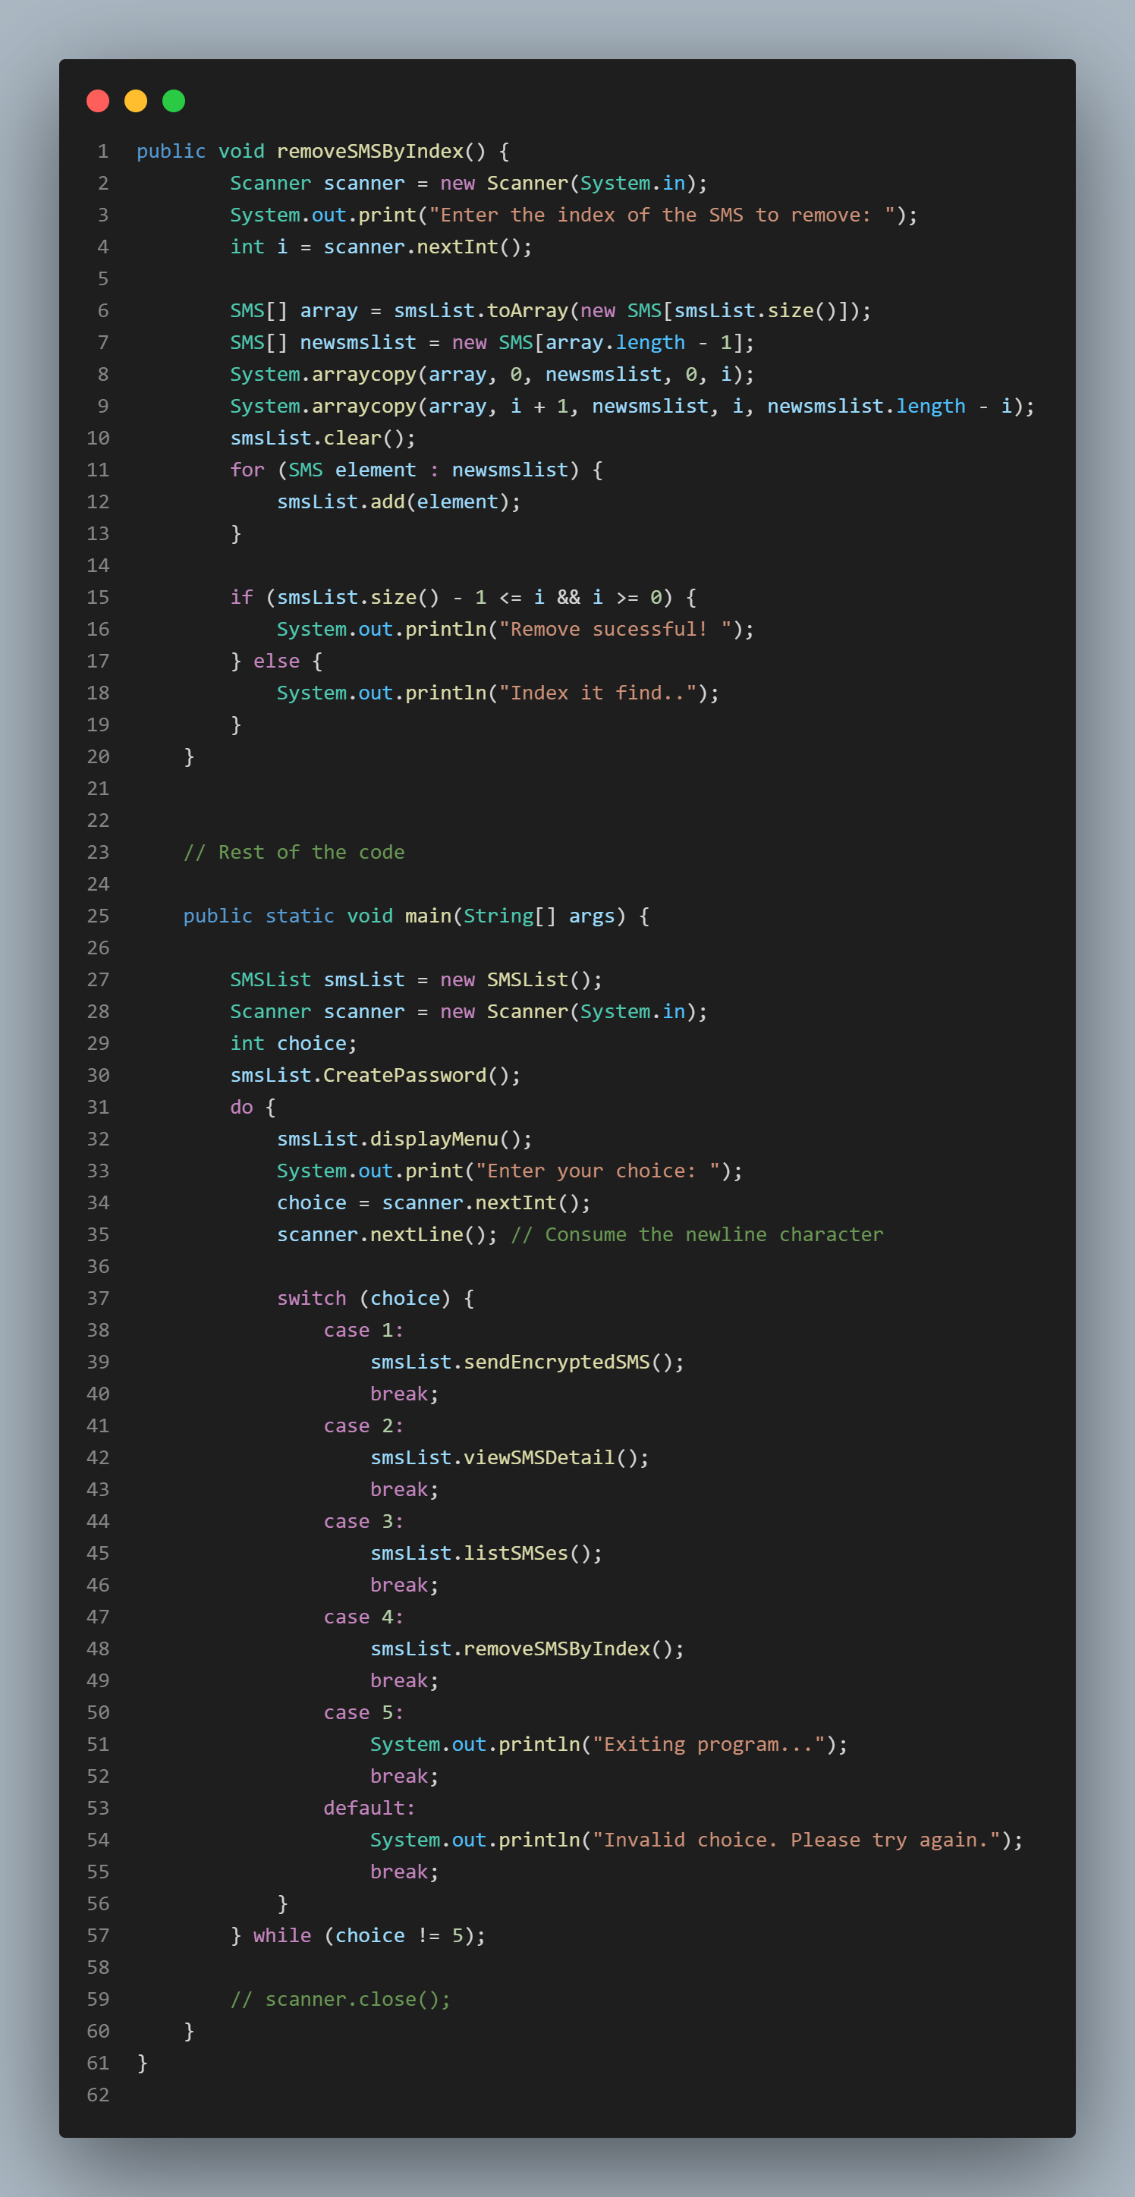 1 public void removeSMSByIndex() {
2 Scanner scanner = new Scanner(System.in);
3 System.out.print("Enter the index of the SMS to remove: ");
4 int i = scanner.nextInt();
5
6 SMS[] array = smsList.toArray(new SMS[smsList.size()]);
7 SMS[] newsmslist = new SMS[array.length - 1];
8 System.arraycopy(array, 0, newsmslist, 0, i);
9 System.arraycopy(array, i + 1, newsmslist, i, newsmslist.length - i);
10 smsList.clear();
11 for (SMS element : newsmslist) {
12 smsList.add(element);
13 }
14
15 if (smsList.size() - 1 <= i && i >= 0) {
16 System.out.println("Remove sucessful! ");
17 } else {
18 System.out.println("Index it find..");
19 }
20 }
21
22
23 // Rest of the code
24
25 public static void main(String[] args) {
26
27 SMSList smsList = new SMSList();
28 Scanner scanner = new Scanner(System.in);
29 int choice;
30 smsList.CreatePassword();
31 do {
32 smsList.displayMenu();
33 System.out.print("Enter your choice: ");
34 choice = scanner.nextInt();
35 scanner.nextLine(); // Consume the newline character
36
37 switch (choice) {
38 case 1:
39 smsList.sendEncryptedSMS();
40 break;
41 case 2:
42 smsList.viewSMSDetail();
43 break;
44 case 3:
45 smsList.listSMSes();
46 break;
47 case 4:
48 smsList.removeSMSByIndex();
49 break;
50 case 5:
51 System.out.println("Exiting program...");
52 break;
53 default:
54 System.out.println("Invalid choice. Please try again.");
55 break;
56 }
57 } while (choice != 5);
58
59 // scanner.close();
60 }
61 }
62